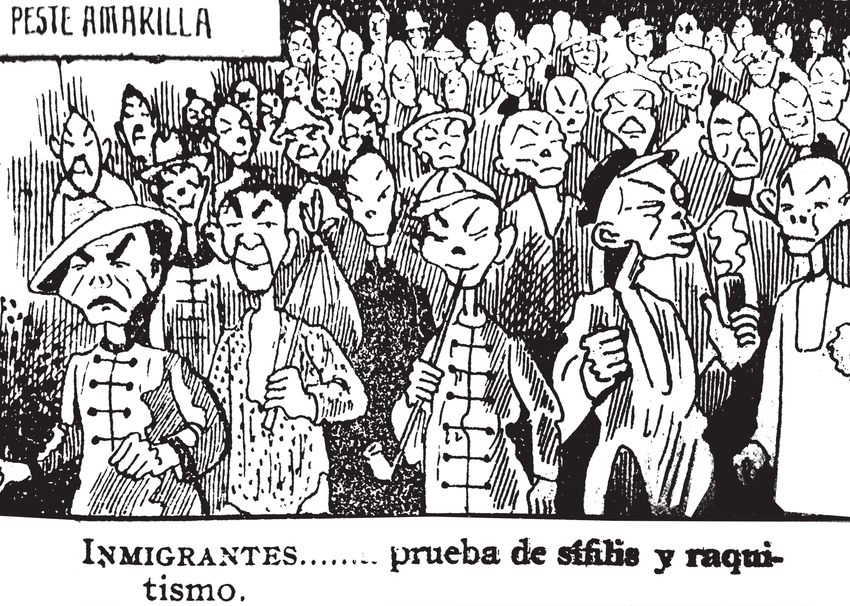 PESTE AMARILLA
INMIGRANTES........ prueba de sífilis y raqui-
tismo.